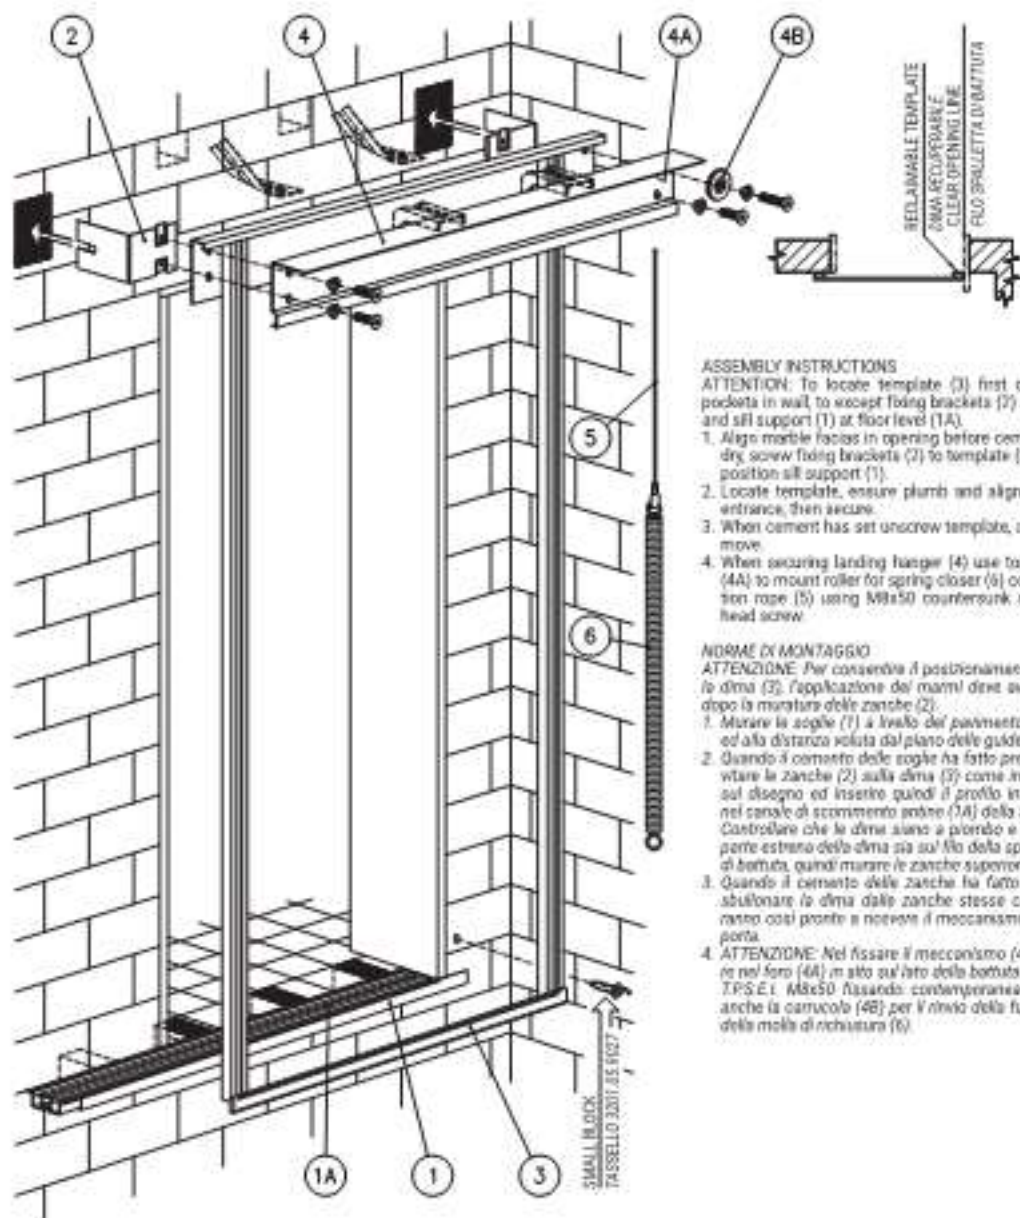 2
4
4A
4B
RECLAIMABLE TEMPLATE
DIMA RECUPERABILE
CLEAR OPENING LINE
FILO SPALLETTA DI BATTUTA
5
6
ASSEMBLY INSTRUCTIONS
ATTENTION: To locate template (3) first
pockets in wall, to except fixing brackets (2)
and sill support (1) at floor level (1A).
1. Align marble facias in opening before
dry, screw fixing brackets (2) to template
position sill support (1).
2. Locate template, ensure plumb and
entrance, then secure.
3. When cement has set unscrew template,
move.
4. When securing landing hanger (4) use
(4A) to mount roller for spring closer (6)
tion rope (5) using M8x50 countersunk
head screw.
NORME DI MONTAGGIO
ATTENZIONE: Per consentire il
la dima (3), l'applicazione dei marmi deve
dopo la muratura delle zanche (2).
1. Murare le soglie (1) a livello del pavimento
ed alla distanza voluta dal piano delle guide
2. Quando il cemento delle soglie ha fatto
vitare le zanche (2) sulla dima (3) come
sul disegno ed inserire quindi il profilo
nel canale di scorrimento antine (1A) della
Controllare che le dime siano a piombo e
parte estrena della dima sia sul filo della
di battuta, quindi murare le zanche
3. Quando il cemento delle zanche ha fatto
sbullonare la dima dalle zanche stesse
ranno così pronte a ricevere il meccanismo
porta.
4. ATTENZIONE: Nel fissare il meccanismo
re nel foro (4A) in sito sul lato della battuta
T.P.S.E.I. M8x50 fissando
anche la carrucola (4B) per il rinvio della
della molla di richiusura (6).
SMALL BLOCK
TASSELLO 3201.05.
1A
1
3